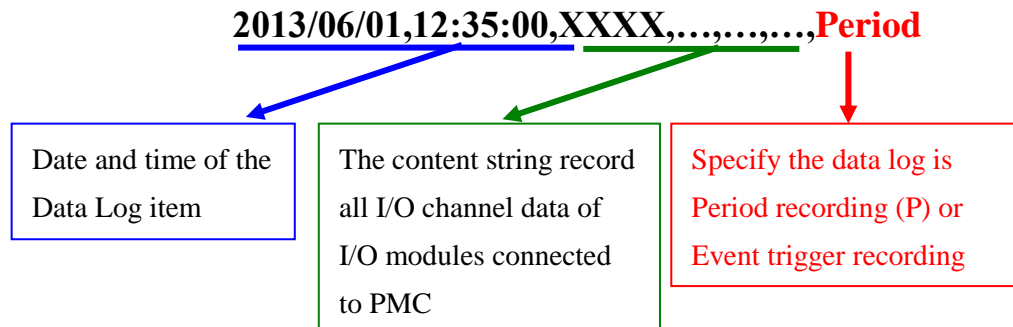 2013/06/01,12:35:00,XXXX,…,…,…,Period
Date and time of the
Data Log item
The content string record
all I/O channel data of
I/O modules connected
to PMC
Specify the data log is
Period recording (P) or
Event trigger recording